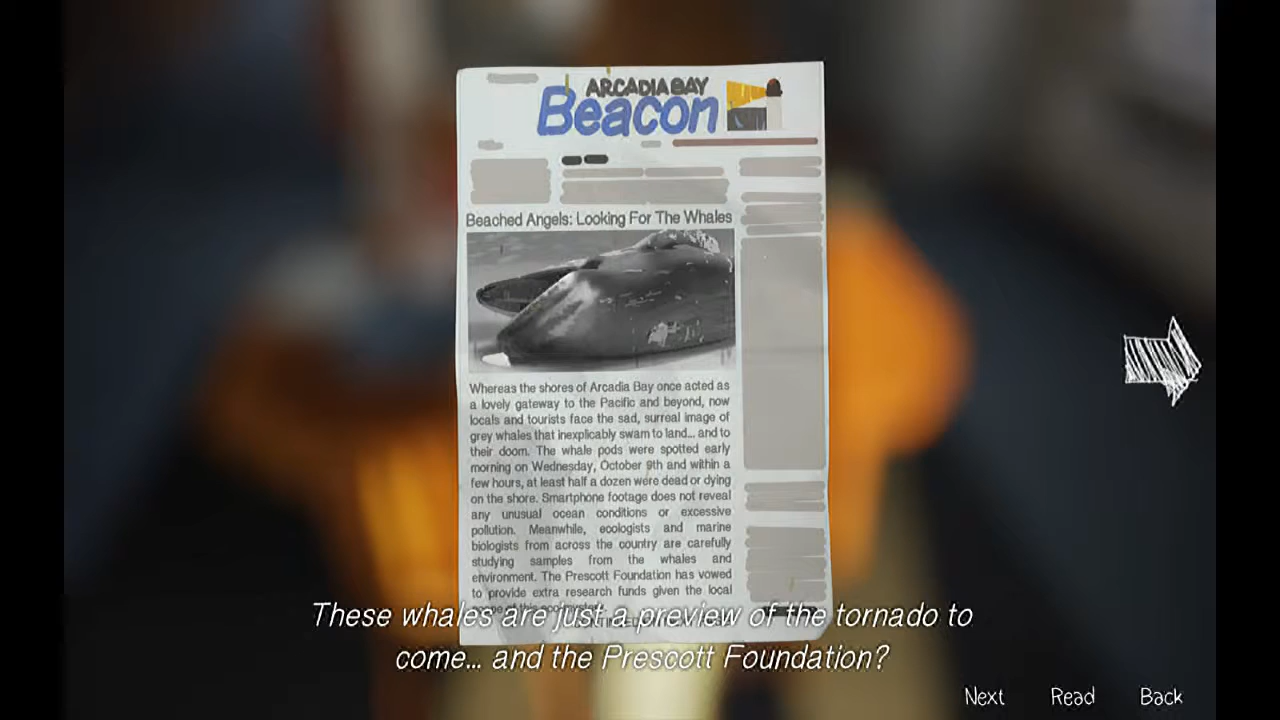 ARCADIA BAY
Beacon
Beached Angels: Looking For The Whales
Whereas the shores of Arcadia Bay once acted as
a lovely gateway to the Pacific and beyond, now
locals and tourists face the sad, surreal image of
grey whales that inexplicably swam to land... and to
their doom. The whale pods were spotted early
morning on Wednesday, October 9th and within a
few hours, at least half a dozen were dead or dying
on the shore. Smartphone footage does not reveal
any unusual ocean conditions or excessive
pollution. Meanwhile, ecologists and marine
biologists from across the country are carefully
studying samples from the whales and
environment. The Prescott Foundation has vowed
to provide extra research funds given the local
These whales are just a preview of the tornado to
come... and the Prescott Foundation?
Next Read Back